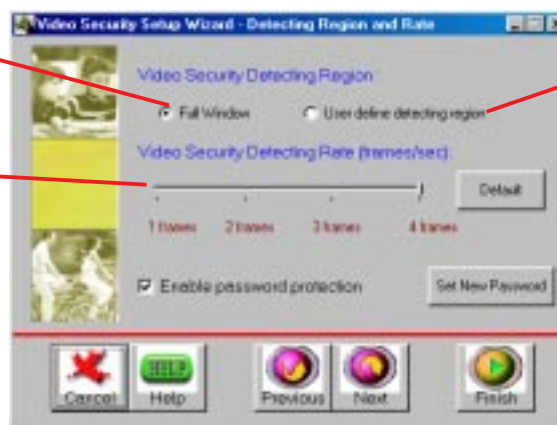 Video Security Setup Wizard - Detecting Region and Rate
Video Security Detecting Region :
Full Window
User define detecting region
Video Security Detecting Rate (frames/sec):
Default
1 frames 2 frames 3 frames 4 frames
Enable password protection
Set New Password
HELP
Cancel Help Previous Next Finish